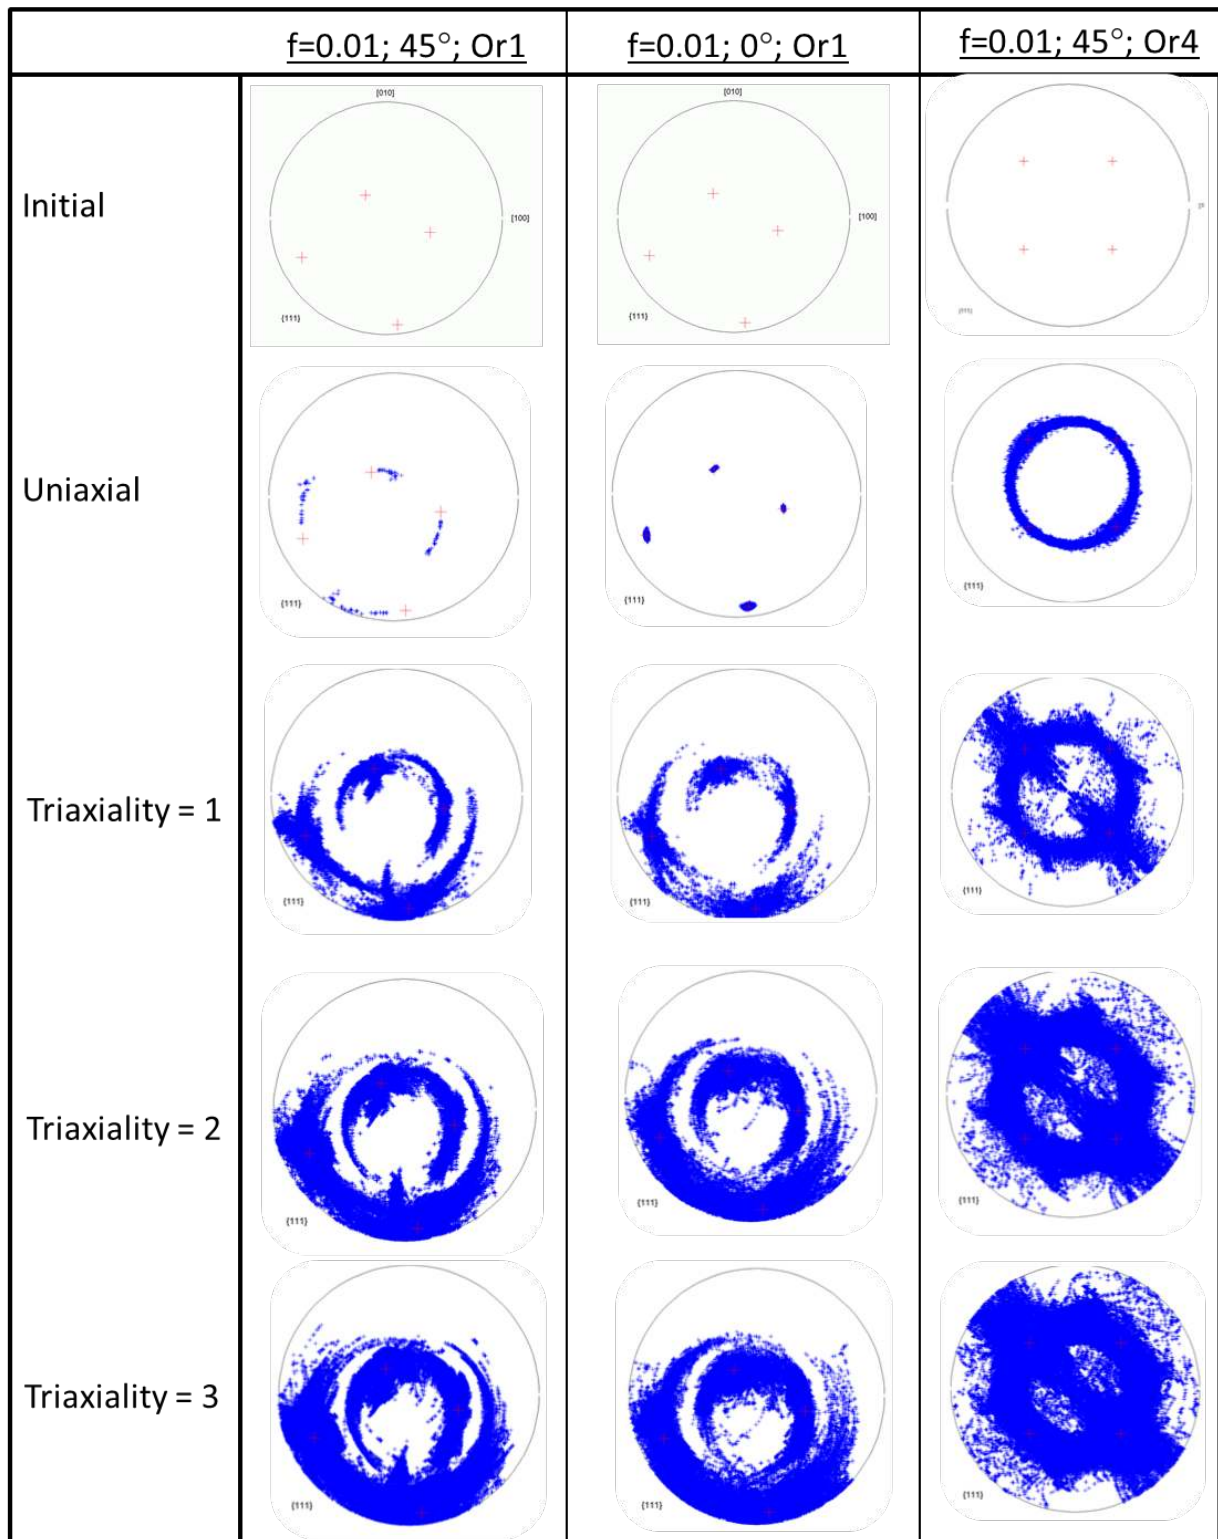 f=0.01; 45°; Or1
f=0.01; 0°; Or1
f=0.01; 45°; Or4
Initial
[010]
[100]
{111}
[010]
[100]
{111}
{111}
Uniaxial
{111}
{111}
{111}
Triaxiality = 1
{111}
{111}
{111}
Triaxiality = 2
{111}
{111}
{111}
Triaxiality = 3
{111}
{111}
{111}